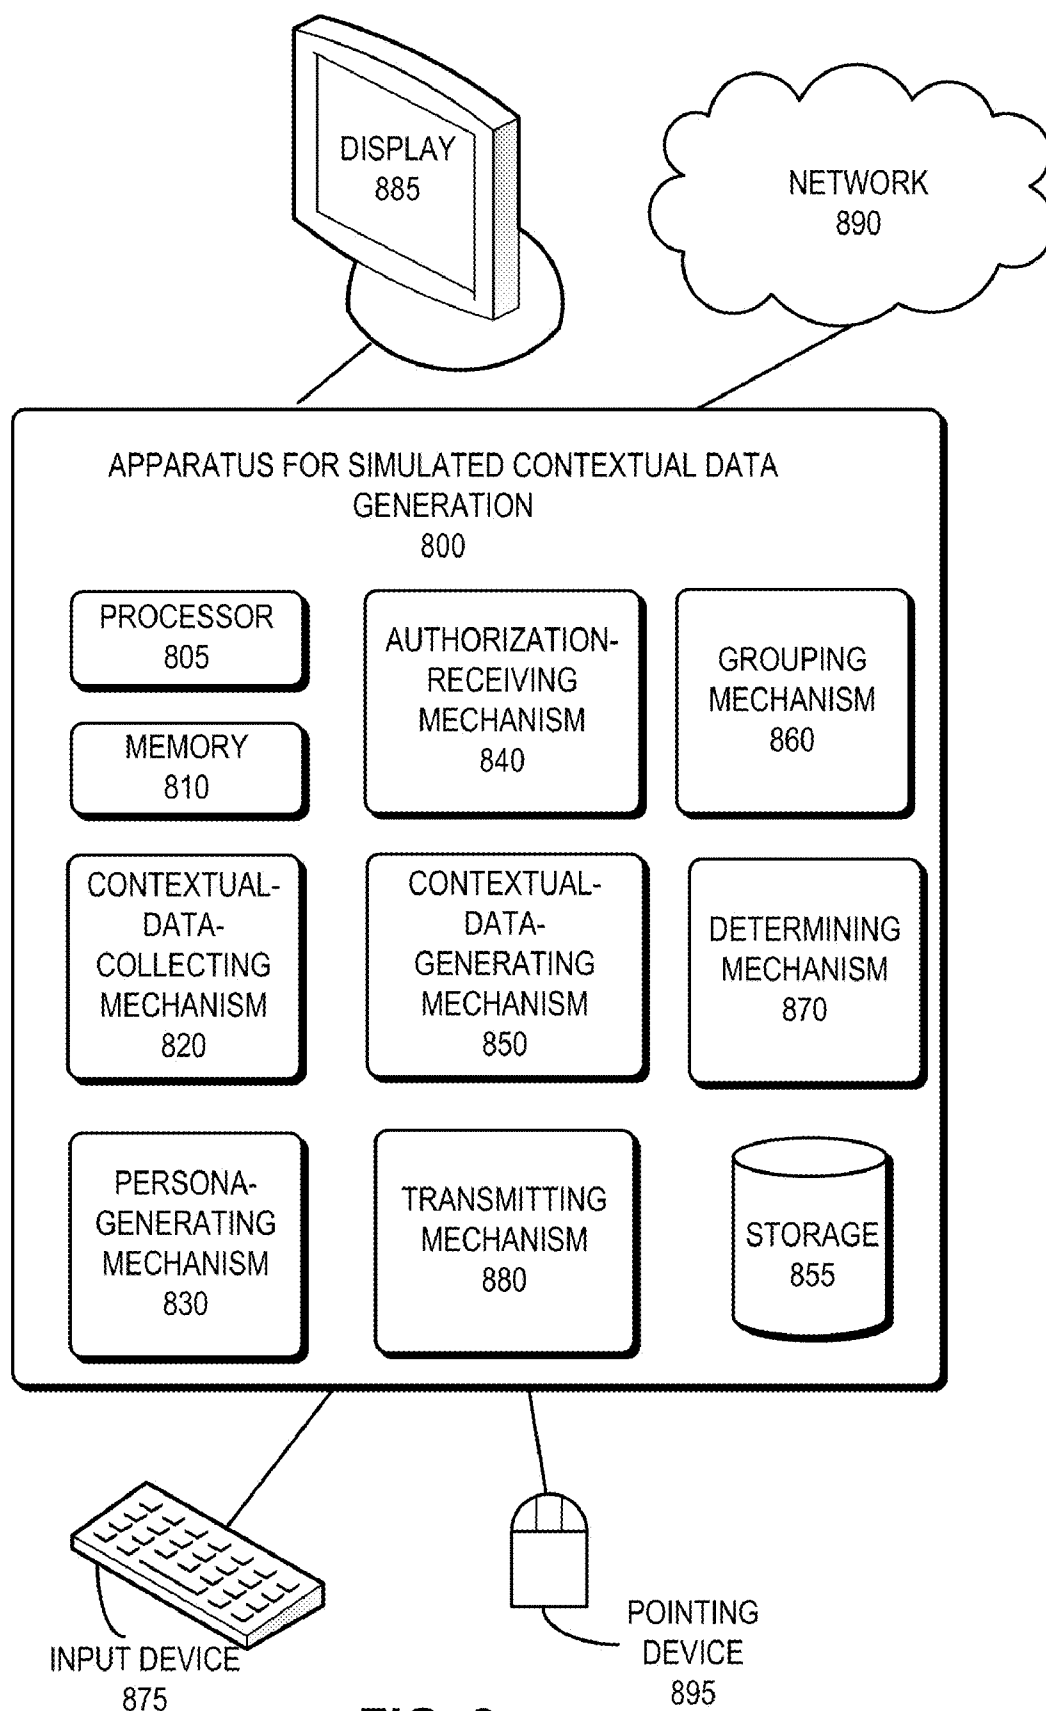 DISPLAY
885
NETWORK
890
APPARATUS FOR SIMULATED CONTEXTUAL DATA
GENERATION
800
PROCESSOR
805
MEMORY
810
AUTHORIZATION-
RECEIVING
MECHANISM
840
GROUPING
MECHANISM
860
CONTEXTUAL-
DATA-
COLLECTING
MECHANISM
820
CONTEXTUAL-
DATA-
GENERATING
MECHANISM
850
DETERMINING
MECHANISM
870
PERSONA-
GENERATING
MECHANISM
830
TRANSMITTING
MECHANISM
880
STORAGE
855
INPUT DEVICE
875
POINTING
DEVICE
895